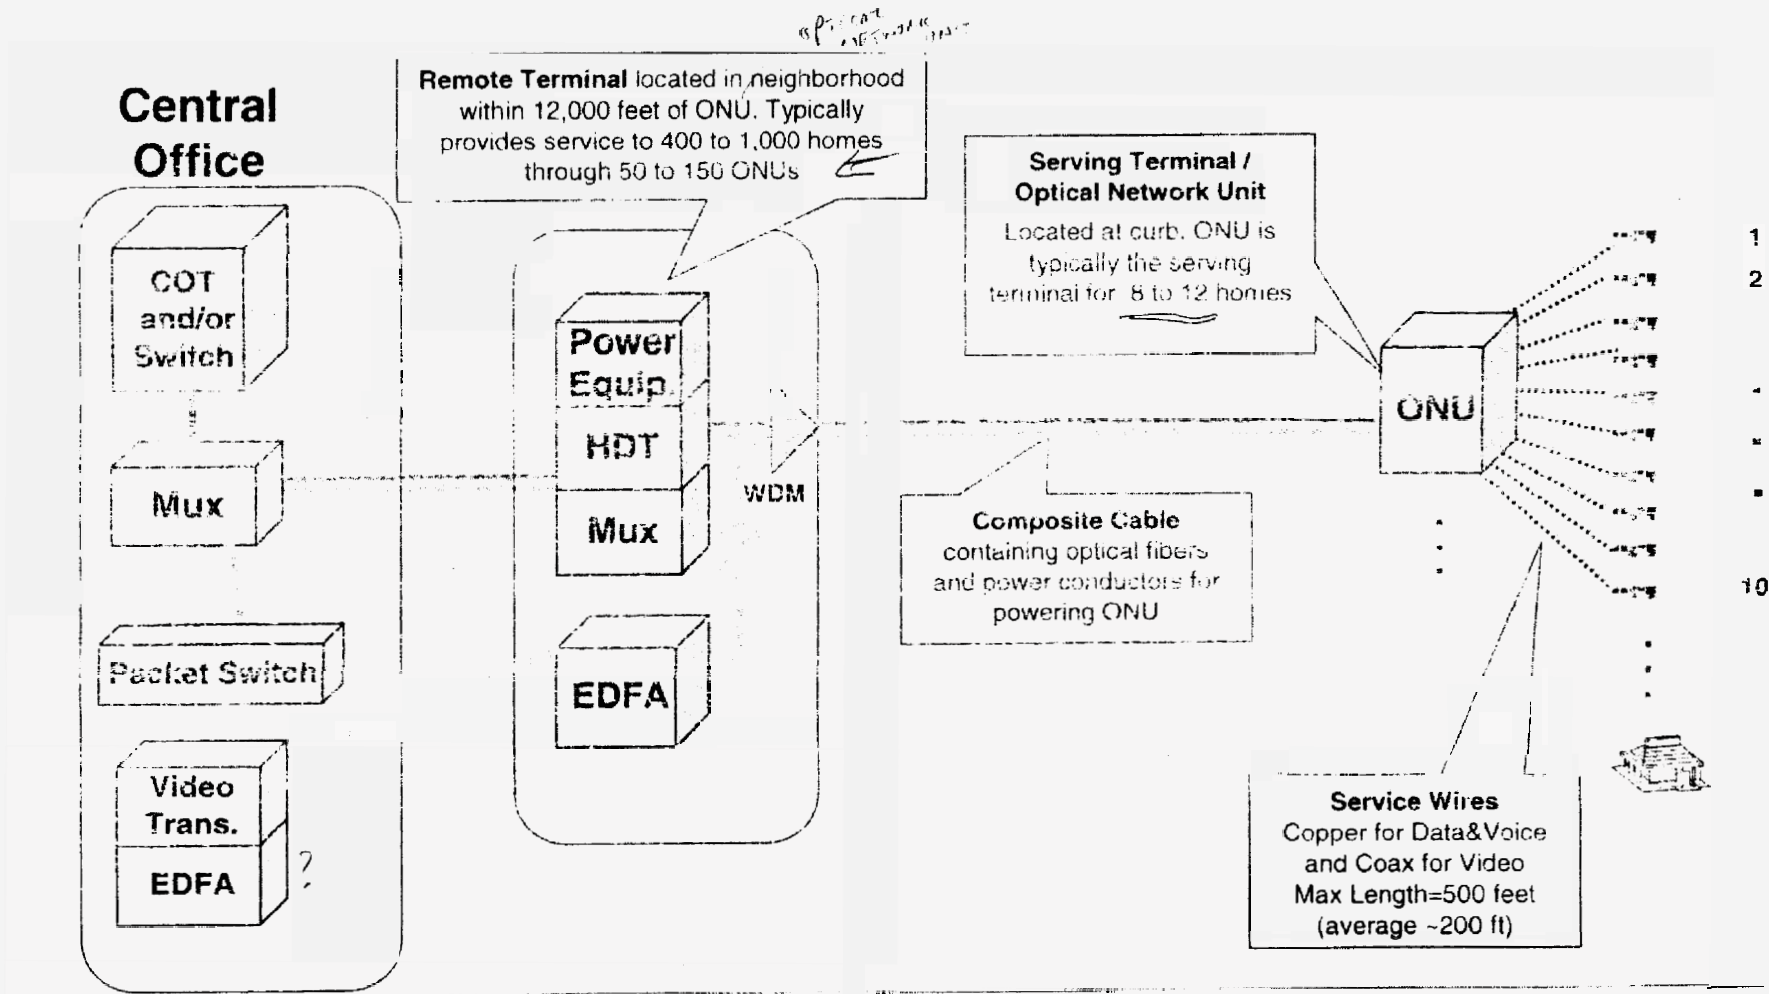 OPTICAL
NETWORK UNIT
Central
Office
Remote Terminal located in neighborhood
within 12,000 feet of ONU. Typically
provides service to 400 to 1,000 homes
through 50 to 150 ONUs
Serving Terminal /
Optical Network Unit
Located at curb. ONU is
typically the serving
terminal for 8 to 12 homes
COT
and/or
Switch
Mux
Packet Switch
Video
Trans.
EDFA
?
Power
Equip.
HDT
Mux
EDFA
WDM
Composite Cable
containing optical fibers
and power conductors for
powering ONU
ONU
1
2
10
Service Wires
Copper for Data&Voice
and Coax for Video
Max Length=500 feet
(average ~200 ft)